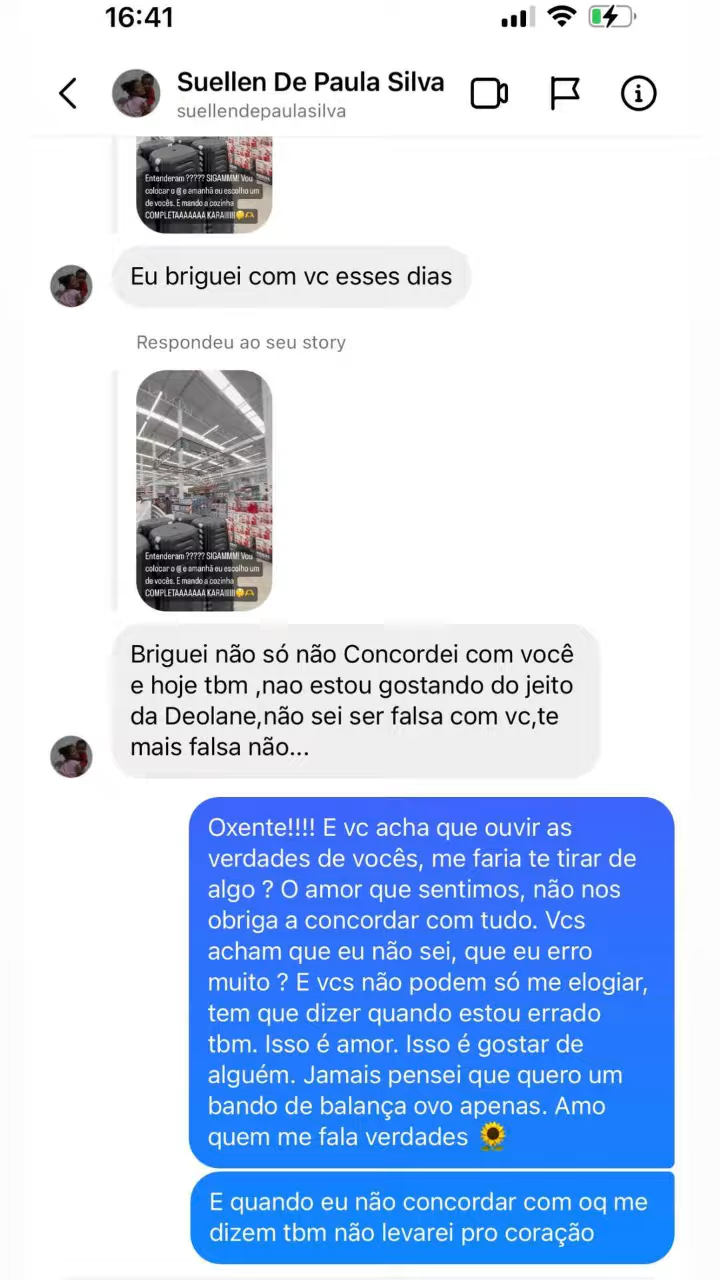 16:41
Suellen De Paula Silva
suellendepaulasilva
Entenderam ????? SIGAMMM! Vou
colocar o @ e amanhã eu escolho um
de vocês. E mando a cozinha
COMPLETAAAAAAA KARAIIIIII🤭🫶
Eu briguei com vc esses dias
Respondeu ao seu story
Entenderam ????? SIGAMMM! Vou
colocar o @ e amanhã eu escolho um
de vocês. E mando a cozinha
COMPLETAAAAAAA KARAIIIIII🤭🫶
Briguei não só não Concordei com você
e hoje tbm ,nao estou gostando do jeito
da Deolane,não sei ser falsa com vc,te
mais falsa não...
Oxente!!!! E vc acha que ouvir as
verdades de vocês, me faria te tirar de
algo ? O amor que sentimos, não nos
obriga a concordar com tudo. Vcs
acham que eu não sei, que eu erro
muito ? E vcs não podem só me elogiar,
tem que dizer quando estou errado
tbm. Isso é amor. Isso é gostar de
alguém. Jamais pensei que quero um
bando de balança ovo apenas. Amo
quem me fala verdades 🌻
E quando eu não concordar com oq me
dizem tbm não levarei pro coração